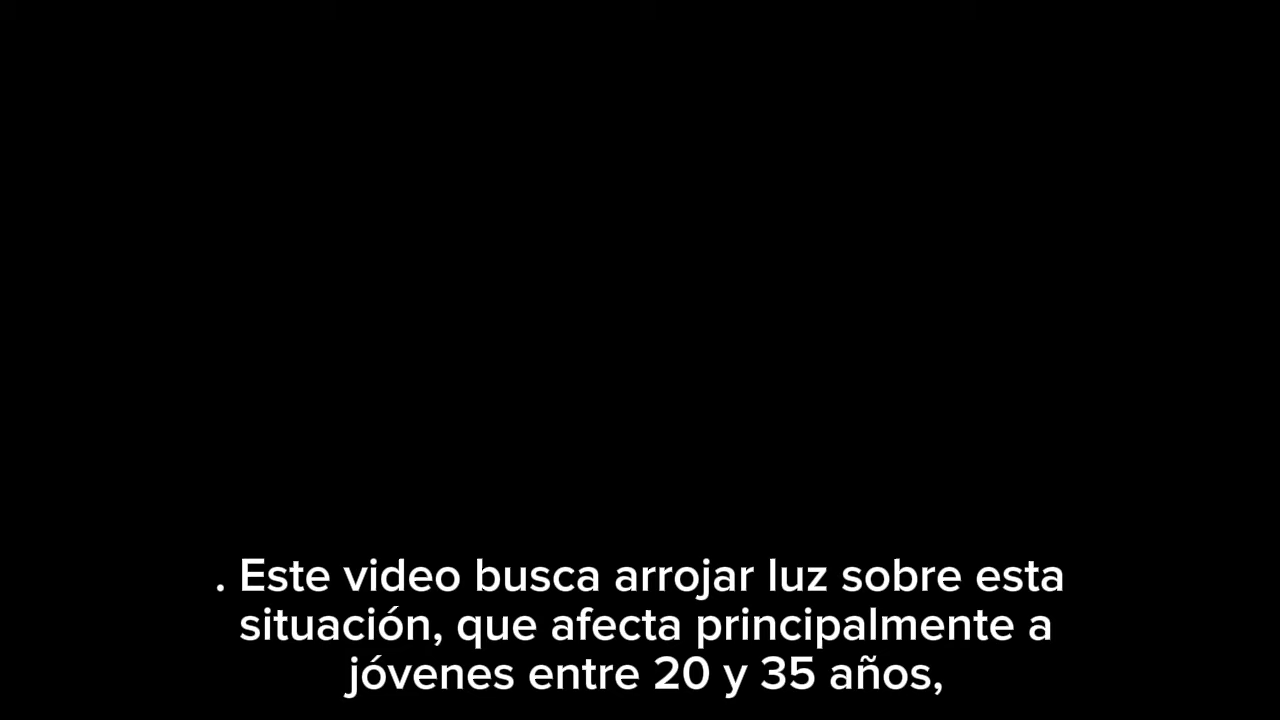 . Este video busca arrojar luz sobre esta
situación, que afecta principalmente a
jóvenes entre 20 y 35 años,